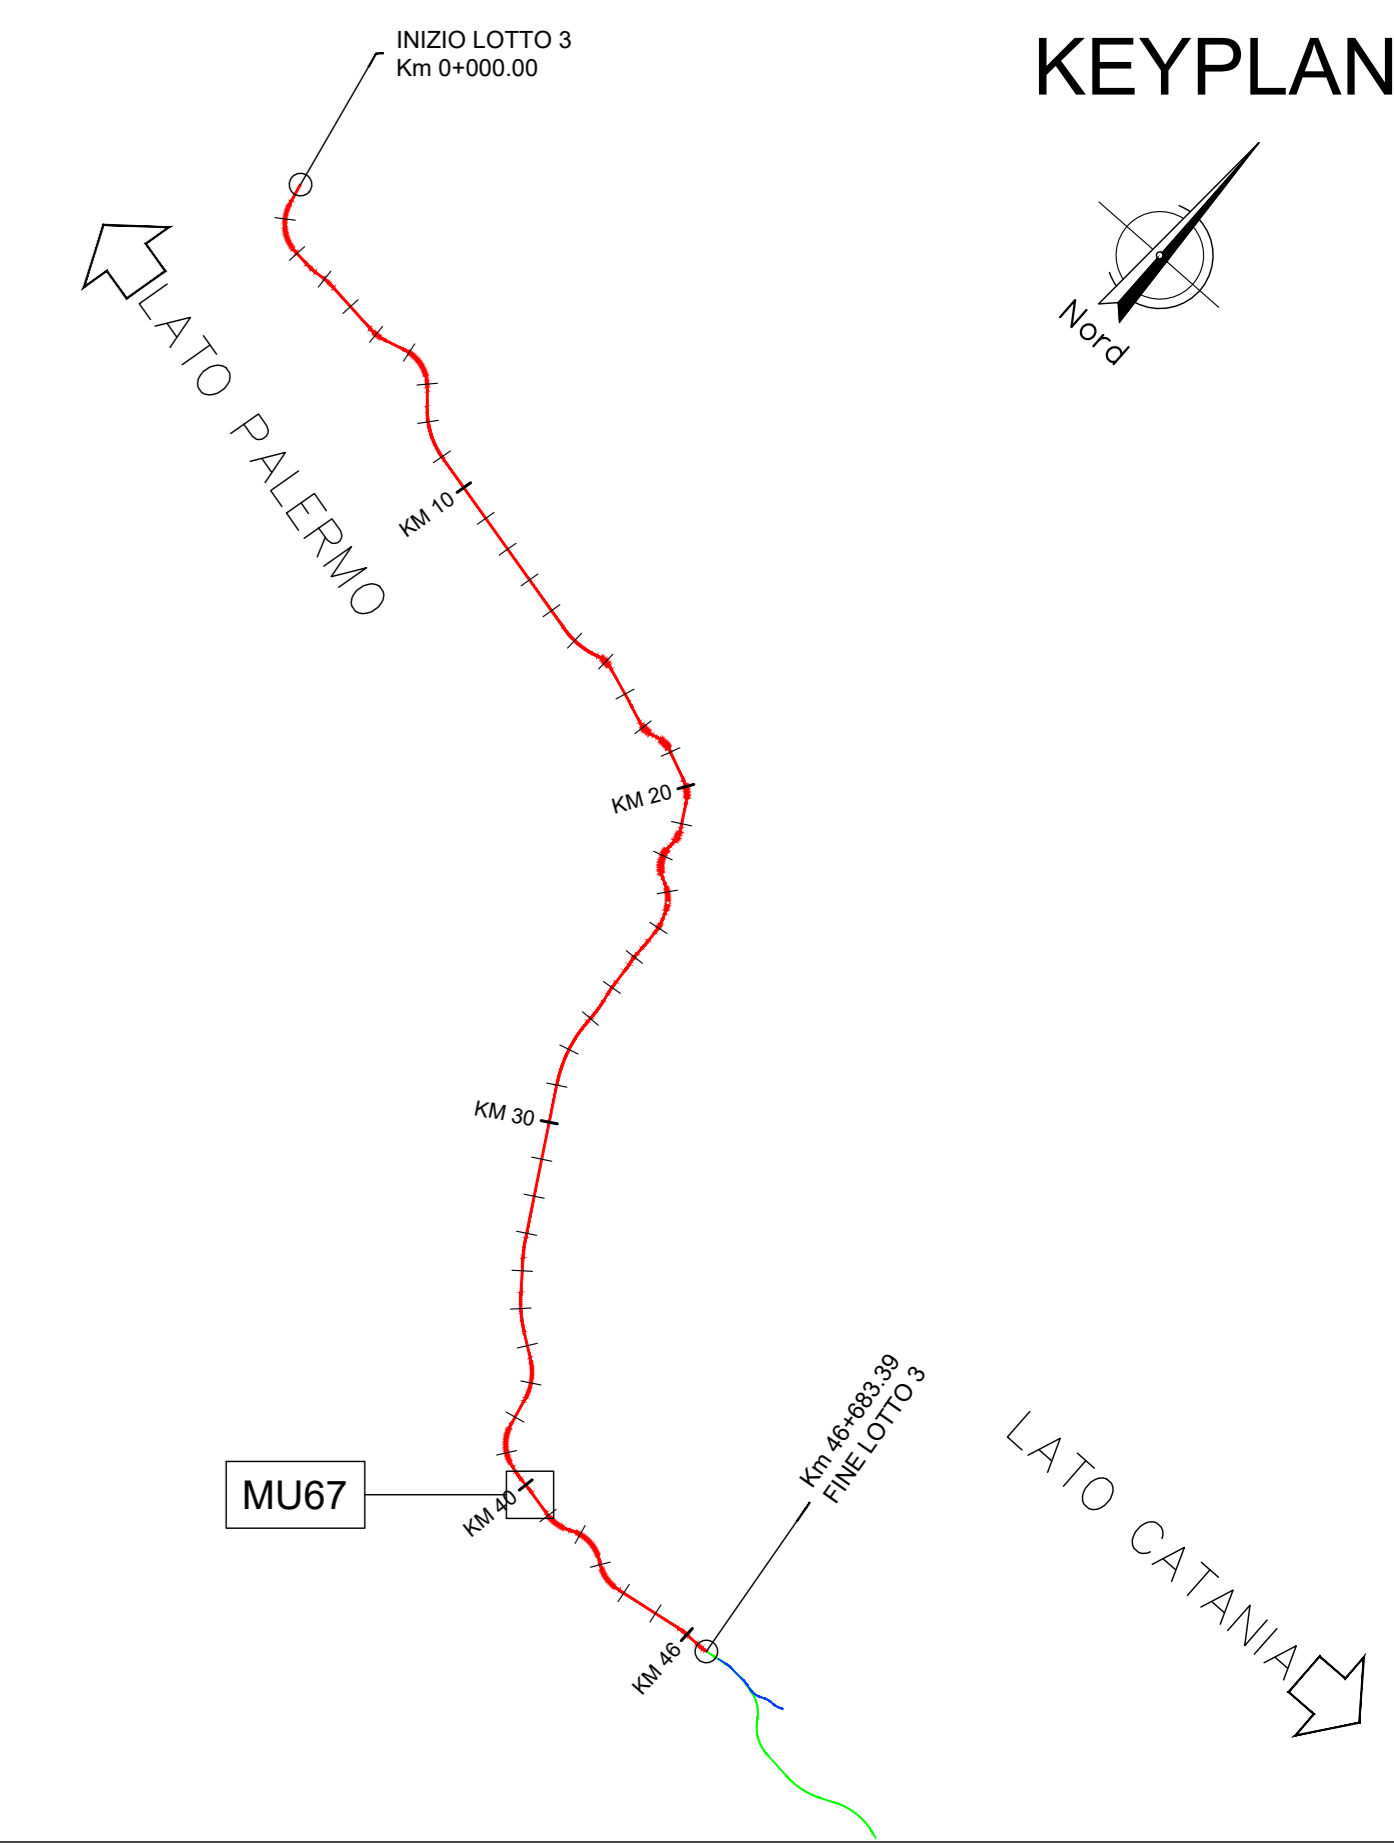 INIZIO LOTTO 3
Km 0+000.00
KEYPLAN
Nord
LATO PALERMO
KM 10
KM 20
KM 30
MU67
KM 40
Km 46+683.39
FINE LOTTO 3
LATO CATANIA
KM 46